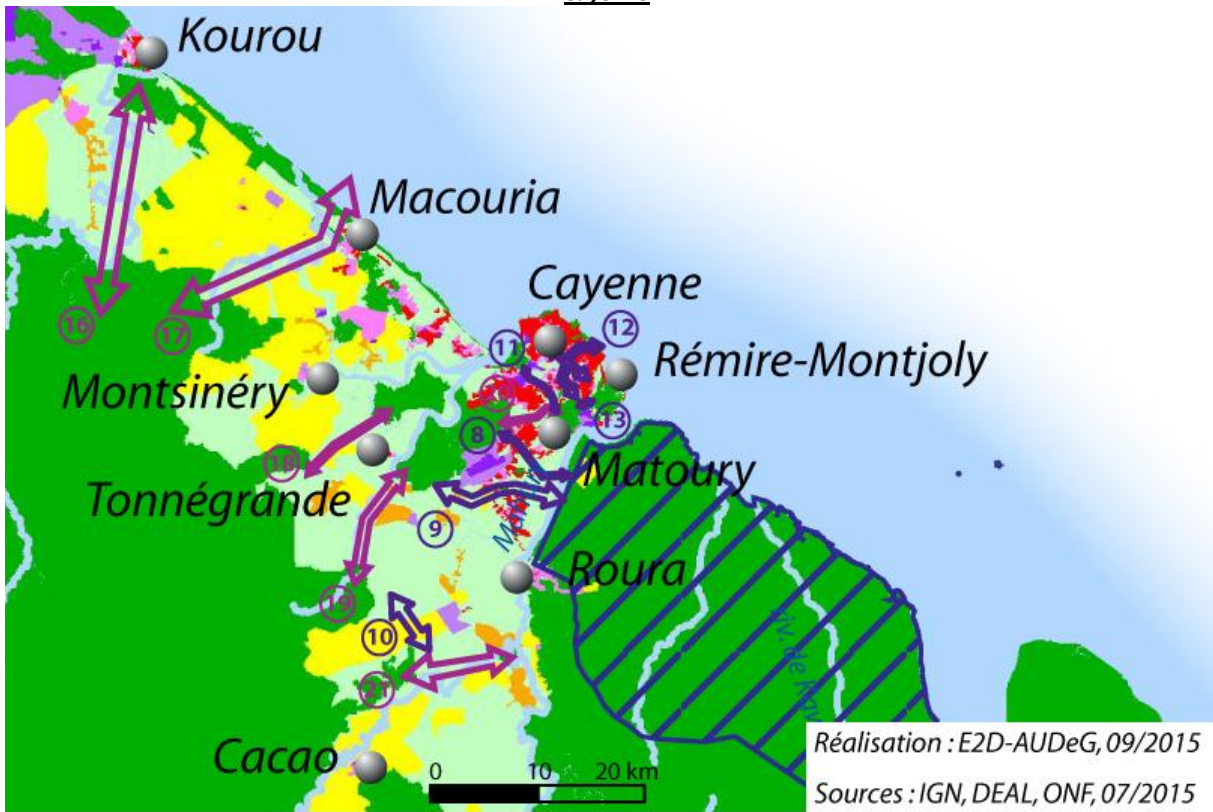 Kourou
Macouria
Cayenne
11
12
Rémire-Montjoly
16
17
Montsinéry
13
8
18
Matoury
Tonnégrande
9
Roura
19
10
21
Cacao
0 10 20 km
Réalisation : E2D-AUDeG, 09/2015
Sources : IGN, DEAL, ONF, 07/2015